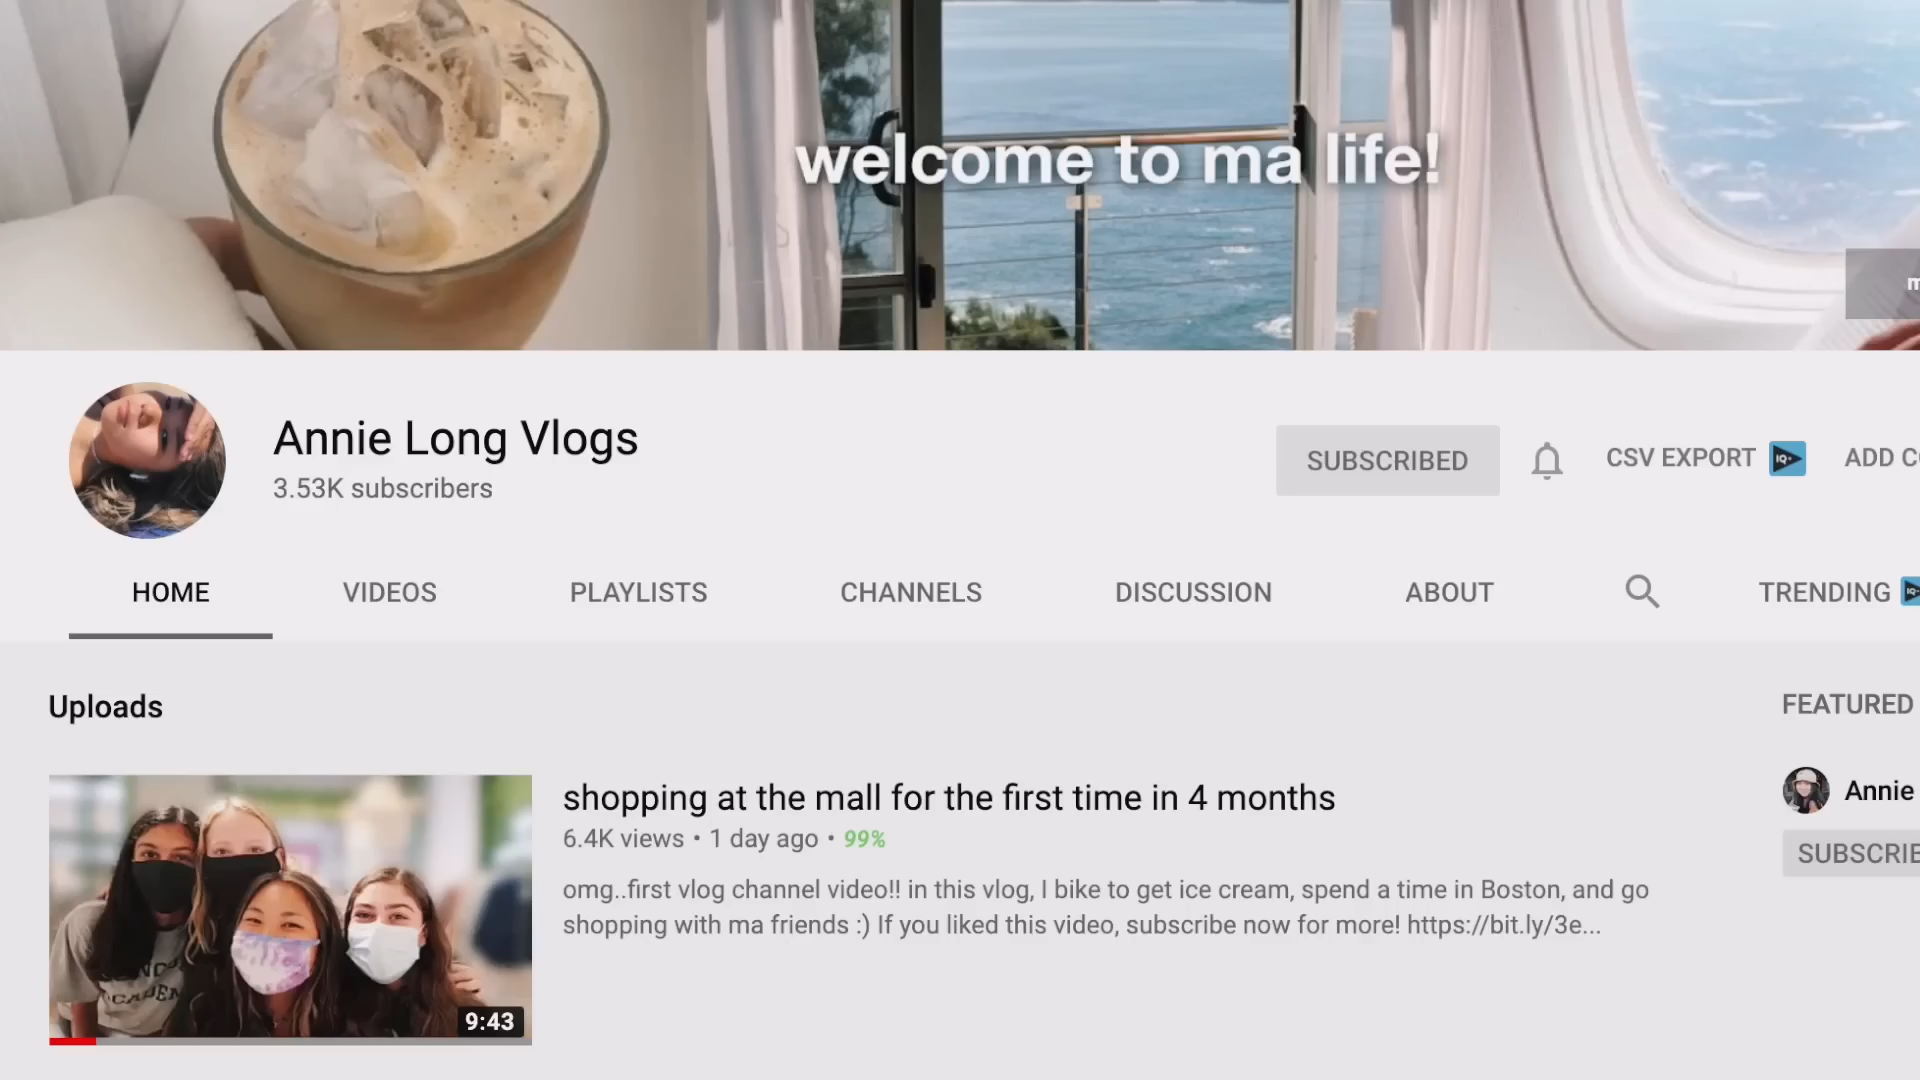 welcome to ma life!
m
Annie Long Vlogs
3.53K subscribers
SUBSCRIBED
CSV EXPORT IQ
ADD C
HOME
VIDEOS
PLAYLISTS
CHANNELS
DISCUSSION
ABOUT
TRENDING IQ
Uploads
shopping at the mall for the first time in 4 months
6.4K views • 1 day ago • 99%
omg..first vlog channel video!! in this vlog, I bike to get ice cream, spend a time in Boston, and go
shopping with ma friends :) If you liked this video, subscribe now for more! https://bit.ly/3e...
9:43
FEATURED
Annie
SUBSCRIB